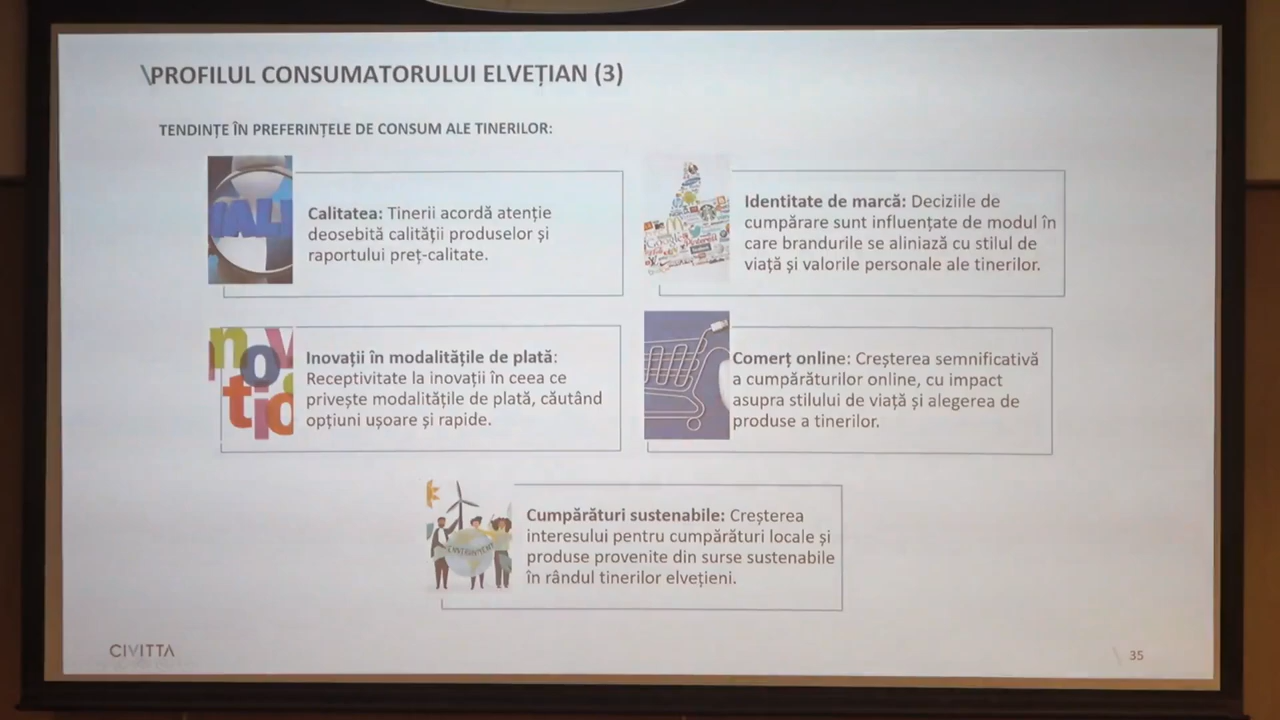 \PROFILUL CONSUMATORULUI ELVEȚIAN (3)
TENDINȚE ÎN PREFERINȚELE DE CONSUM ALE TINERILOR:
Calitatea: Tinerii acordă atenție
deosebită calității produselor și
raportului preț-calitate.
Identitate de marcă: Deciziile de
cumpărare sunt influențate de modul în
care brandurile se aliniază cu stilul de
viață și valorile personale ale tinerilor.
Inovații în modalitățile de plată:
Receptivitate la inovații în ceea ce
privește modalitățile de plată, căutând
opțiuni ușoare și rapide.
Comerț online: Creșterea semnificativă
a cumpărăturilor online, cu impact
asupra stilului de viață și alegerea de
produse a tinerilor.
Cumpărături sustenabile: Creșterea
interesului pentru cumpărături locale și
produse provenite din surse sustenabile
în rândul tinerilor elvețieni.
CIVITTA
\ 35